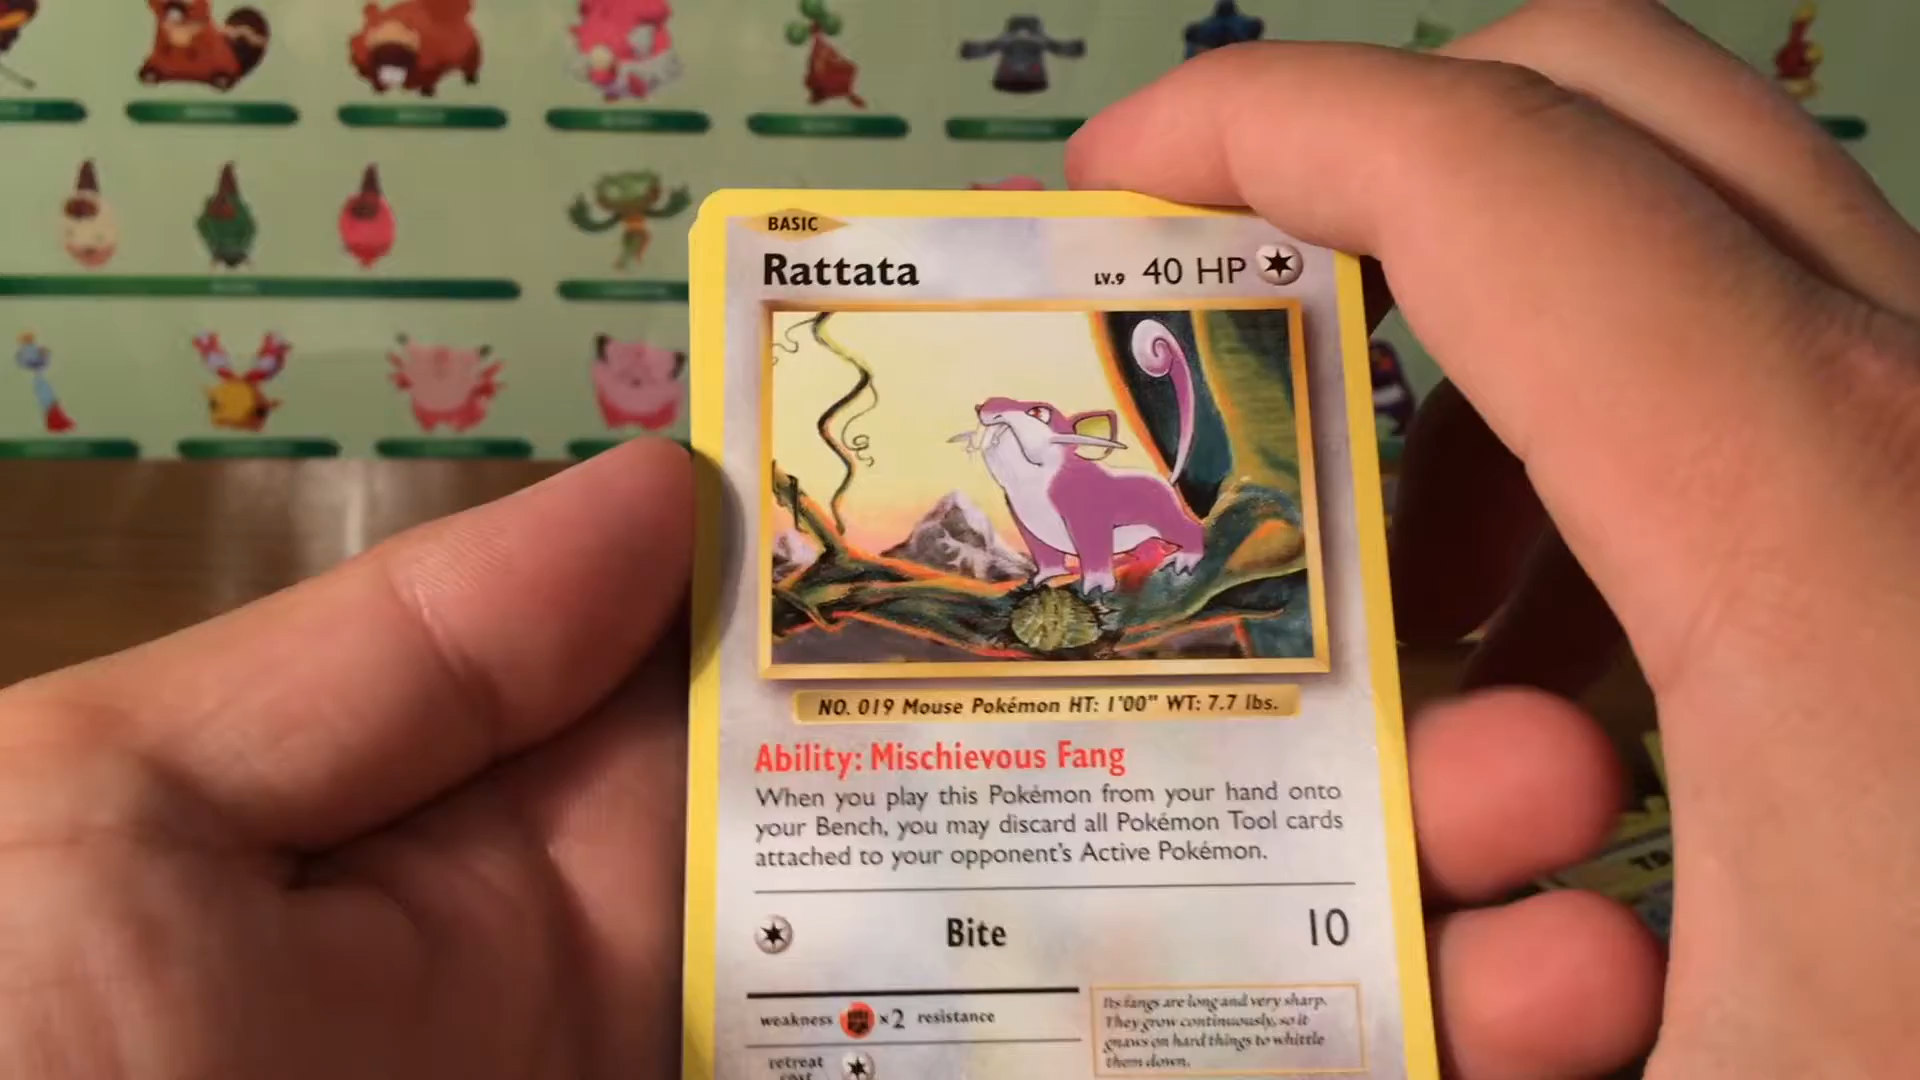 BASIC
Rattata LV.9 40 HP
NO. 019 Mouse Pokémon HT: 1'00" WT: 7.7 lbs.
Ability: Mischievous Fang
When you play this Pokémon from your hand onto
your Bench, you may discard all Pokémon Tool cards
attached to your opponent's Active Pokémon.
Bite 10
weakness ×2 resistance
retreat
cost
Its fangs are long and very sharp.
They grow continuously, so it
gnaws on hard things to whittle
them down.